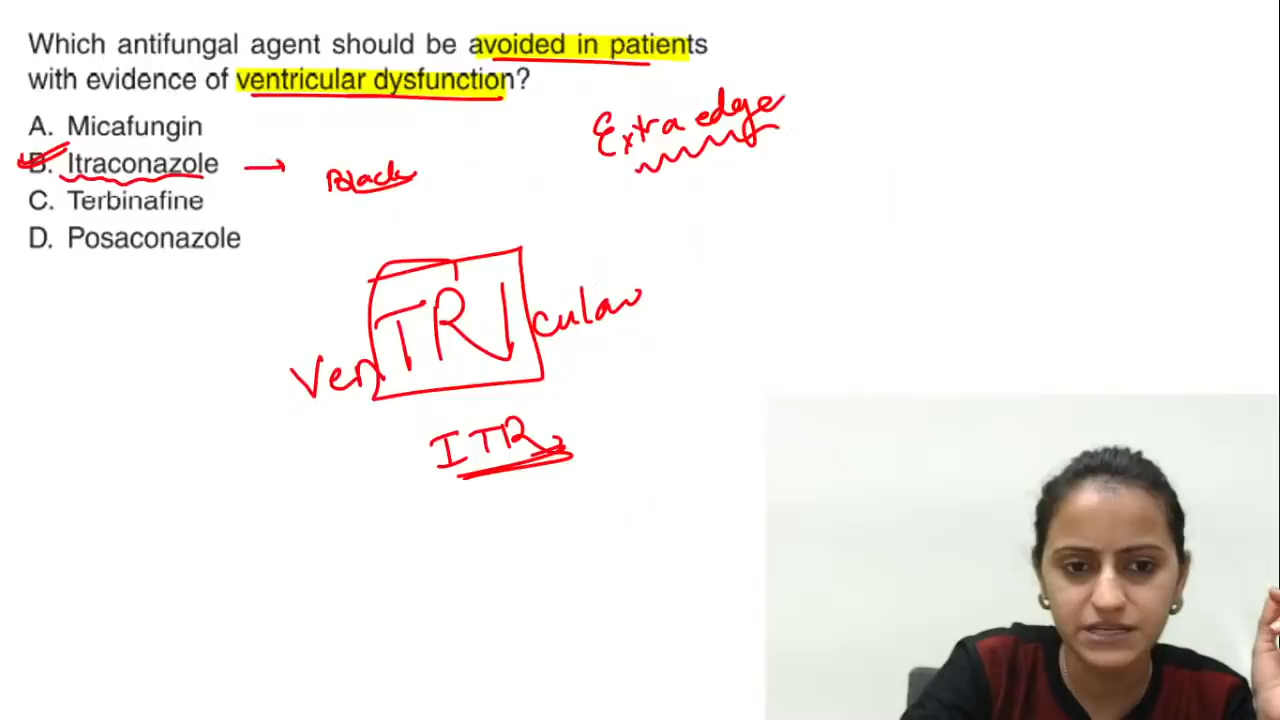 Which antifungal agent should be avoided in patients
with evidence of ventricular dysfunction?
A. Micafungin
B. Itraconazole → Black
C. Terbinafine
D. Posaconazole
Extra edge
VenTRIcular
ITR